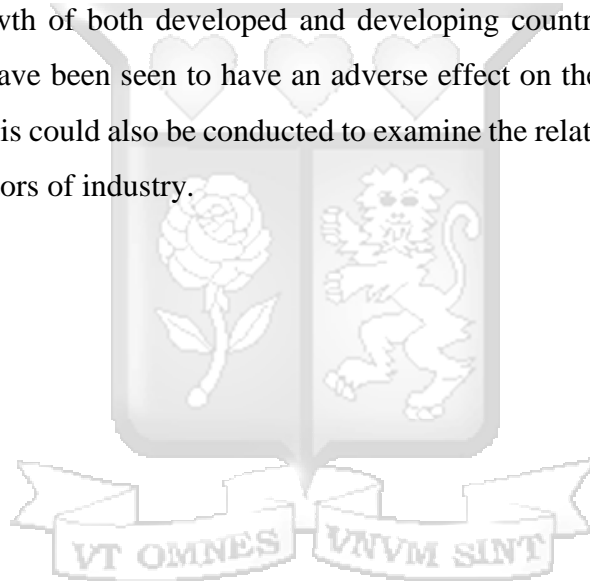 wth of both developed and developing countr
ave been seen to have an adverse effect on the
is could also be conducted to examine the relat
ors of industry.
VT OMNES VNVM SINT